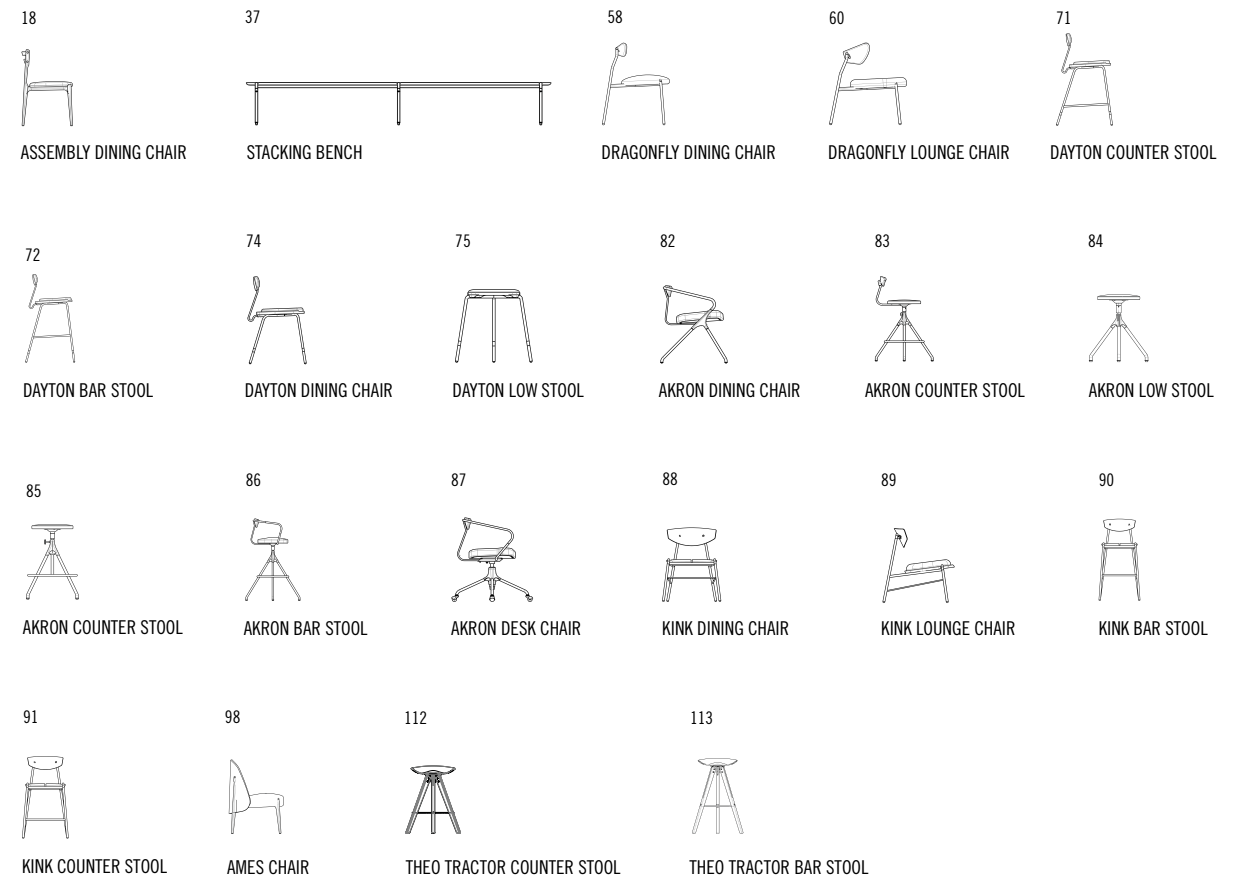 18
37
58
60
71
ASSEMBLY DINING CHAIR
STACKING BENCH
DRAGONFLY DINING CHAIR
DRAGONFLY LOUNGE CHAIR
DAYTON COUNTER STOOL
72
74
75
82
83
84
DAYTON BAR STOOL
DAYTON DINING CHAIR
DAYTON LOW STOOL
AKRON DINING CHAIR
AKRON COUNTER STOOL
AKRON LOW STOOL
85
86
87
88
89
90
AKRON COUNTER STOOL
AKRON BAR STOOL
AKRON DESK CHAIR
KINK DINING CHAIR
KINK LOUNGE CHAIR
KINK BAR STOOL
91
98
112
113
KINK COUNTER STOOL
AMES CHAIR
THEO TRACTOR COUNTER STOOL
THEO TRACTOR BAR STOOL